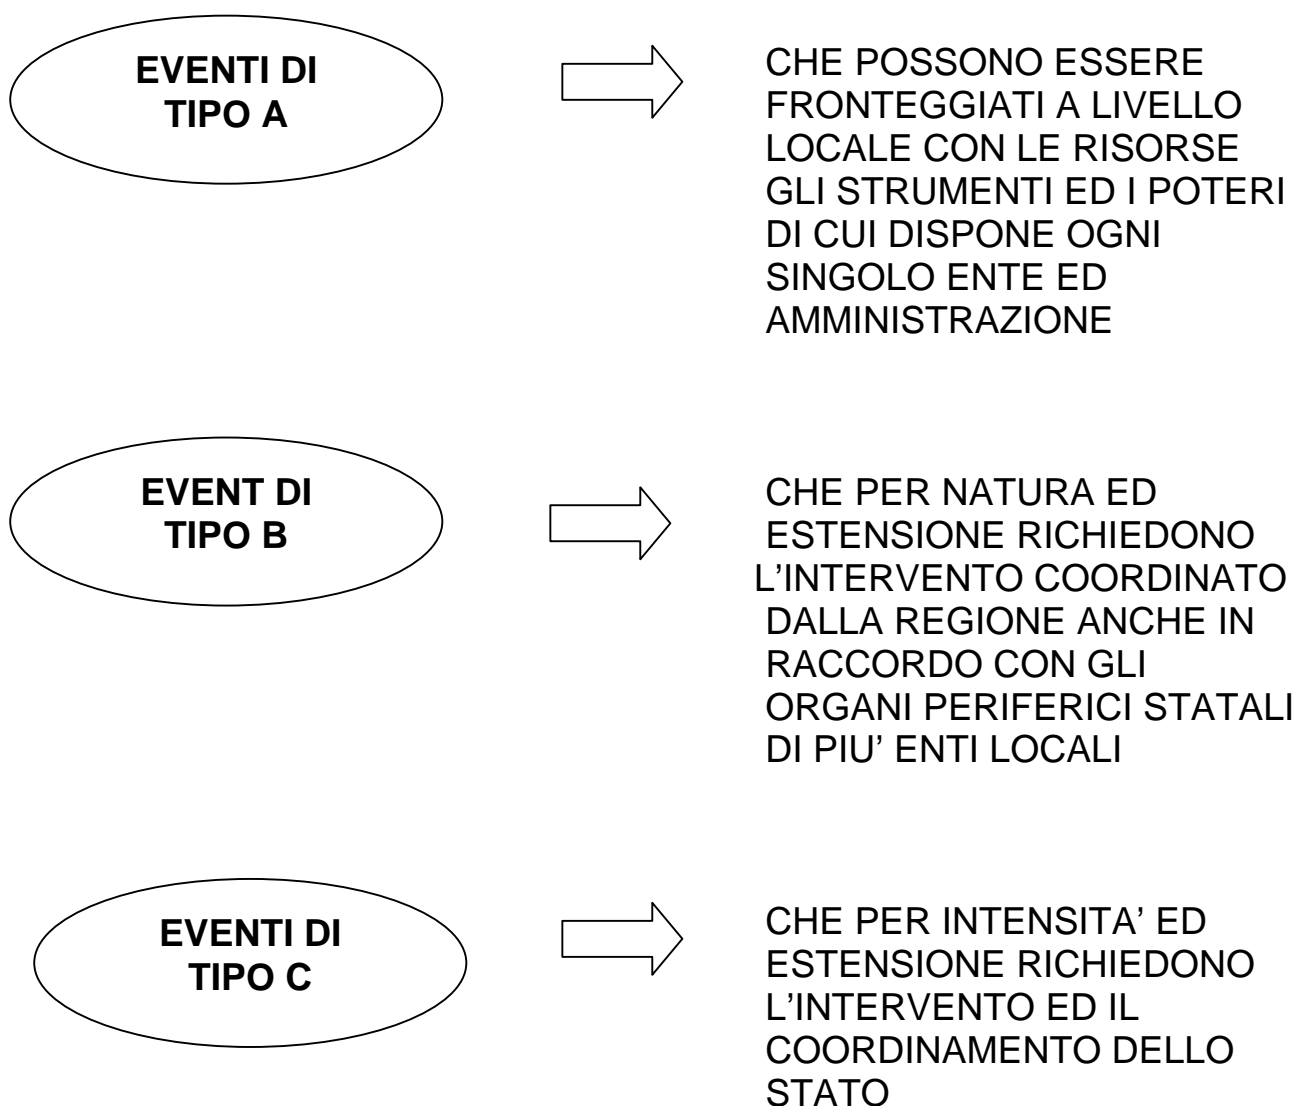 EVENTI DI
TIPO A
CHE POSSONO ESSERE
FRONTEGGIATI A LIVELLO
LOCALE CON LE RISORSE
GLI STRUMENTI ED I POTERI
DI CUI DISPONE OGNI
SINGOLO ENTE ED
AMMINISTRAZIONE
EVENT DI
TIPO B
CHE PER NATURA ED
ESTENSIONE RICHIEDONO
L’INTERVENTO COORDINATO
DALLA REGIONE ANCHE IN
RACCORDO CON GLI
ORGANI PERIFERICI STATALI
DI PIU’ ENTI LOCALI
EVENTI DI
TIPO C
CHE PER INTENSITA’ ED
ESTENSIONE RICHIEDONO
L’INTERVENTO ED IL
COORDINAMENTO DELLO
STATO